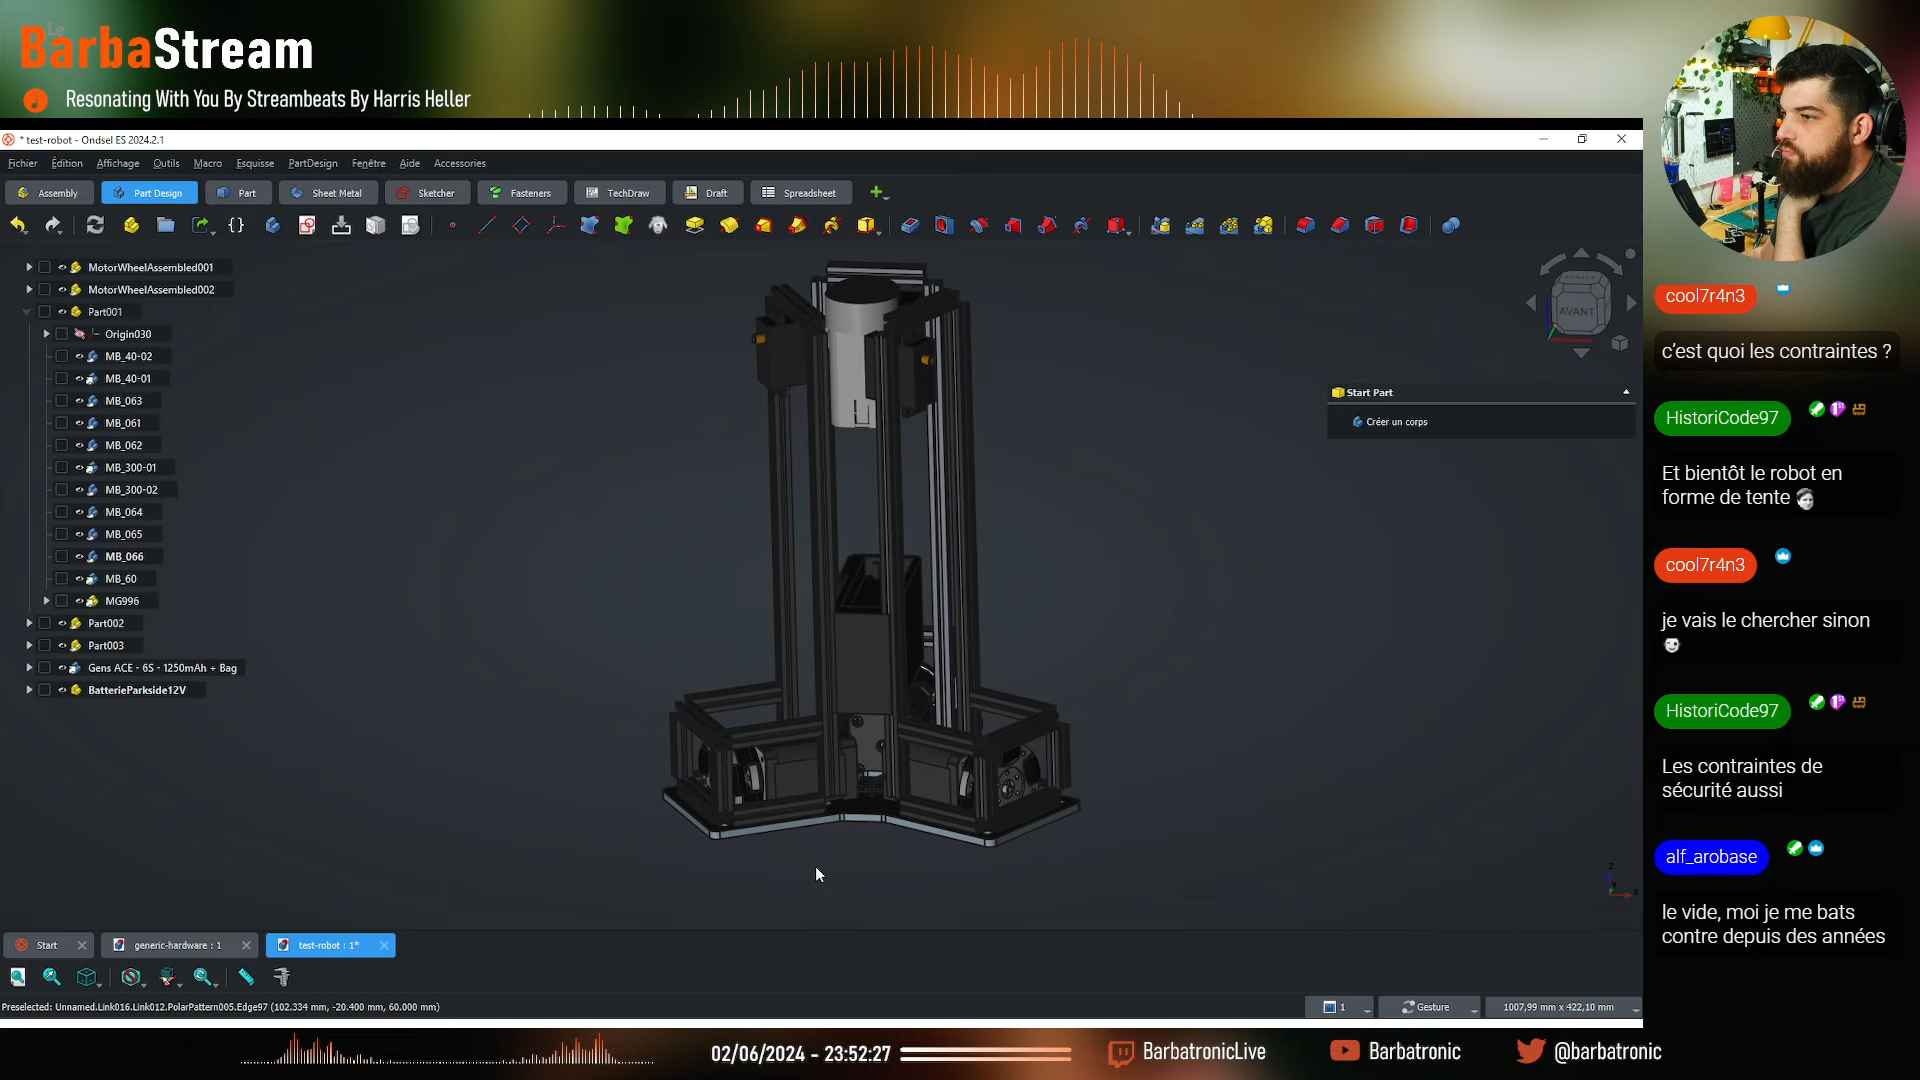 Le
BarbaStream
Resonating With You By Streambeats By Harris Heller
* test-robot - Ondsel ES 2024.2.1
Fichier Édition Affichage Outils Macro Esquisse PartDesign Fenêtre Aide Accessories
Assembly Part Design Part Sheet Metal Sketcher Fasteners TechDraw Draft Spreadsheet
MotorWheelAssembled001
MotorWheelAssembled002
Part001
Origin030
MB_40-02
MB_40-01
MB_063
MB_061
MB_062
MB_300-01
MB_300-02
MB_064
MB_065
MB_066
MB_60
MG996
Part002
Part003
Gens ACE - 6S - 1250mAh + Bag
BatterieParkside12V
AVANT
Start Part
Créer un corps
Z
Y
X
Start generic-hardware : 1 test-robot : 1*
Preselected: Unnamed.Link016.Link012.PolarPattern005.Edge97 (102.334 mm, -20.400 mm, 60.000 mm)
1 Gesture 1007,99 mm x 422,10 mm
cool7r4n3
c'est quoi les contraintes ?
HistoriCode97
Et bientôt le robot en
forme de tente
cool7r4n3
je vais le chercher sinon
HistoriCode97
Les contraintes de
sécurité aussi
alf_arobase
le vide, moi je me bats
contre depuis des années
02/06/2024 - 23:52:27
BarbatronicLive
Barbatronic
@barbatronic